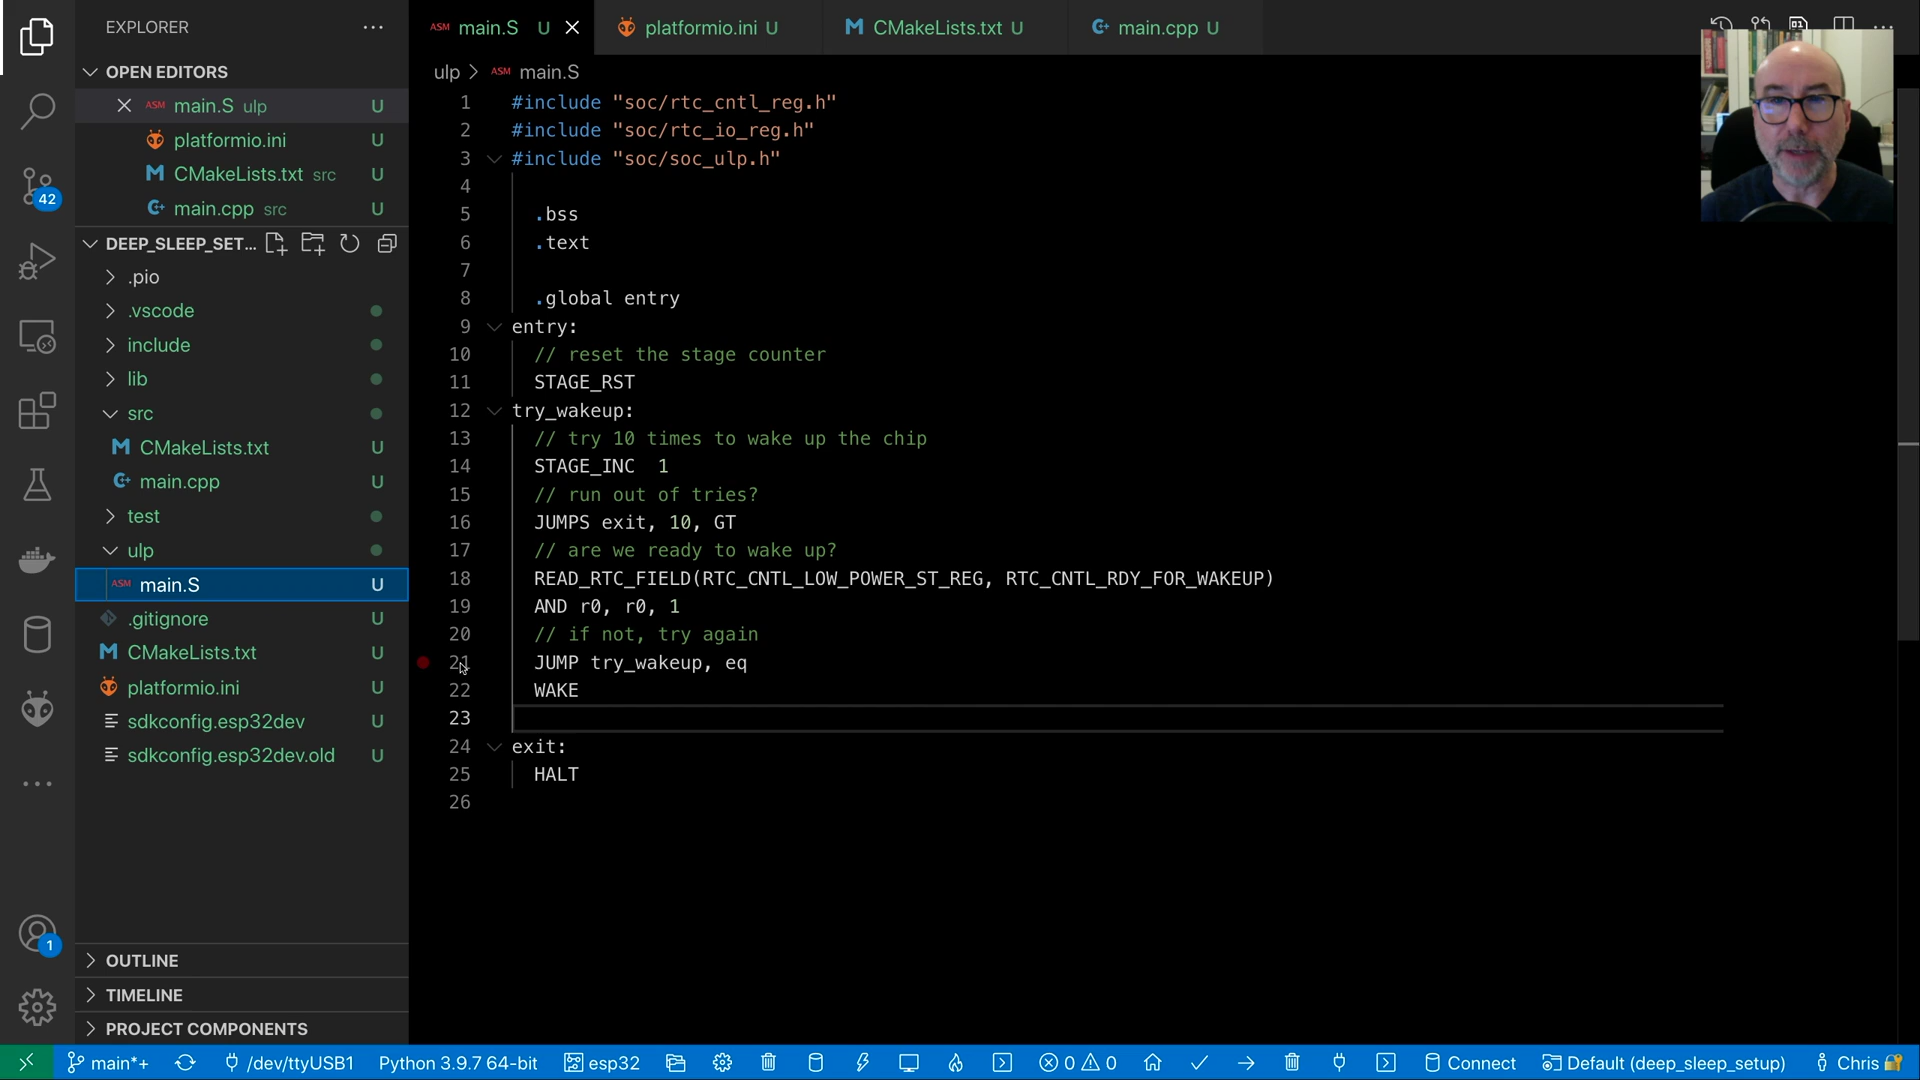 EXPLORER
OPEN EDITORS
ASM main.S ulp U
platformio.ini U
CMakeLists.txt src U
main.cpp src U
DEEP_SLEEP_SET...
.pio
.vscode
include
lib
src
CMakeLists.txt U
main.cpp U
test
ulp
ASM main.S U
.gitignore U
CMakeLists.txt U
platformio.ini U
sdkconfig.esp32dev U
sdkconfig.esp32dev.old U
OUTLINE
TIMELINE
PROJECT COMPONENTS
42
1
ASM main.S U
platformio.ini U
CMakeLists.txt U
main.cpp U
ulp > ASM main.S
1 #include "soc/rtc_cntl_reg.h"
2 #include "soc/rtc_io_reg.h"
3 #include "soc/soc_ulp.h"
4
5 .bss
6 .text
7
8 .global entry
9 entry:
10 // reset the stage counter
11 STAGE_RST
12 try_wakeup:
13 // try 10 times to wake up the chip
14 STAGE_INC 1
15 // run out of tries?
16 JUMPS exit, 10, GT
17 // are we ready to wake up?
18 READ_RTC_FIELD(RTC_CNTL_LOW_POWER_ST_REG, RTC_CNTL_RDY_FOR_WAKEUP)
19 AND r0, r0, 1
20 // if not, try again
21 JUMP try_wakeup, eq
22 WAKE
23
24 exit:
25 HALT
26
main*+ /dev/ttyUSB1 Python 3.9.7 64-bit esp32 0 0 Connect Default (deep_sleep_setup) Chris